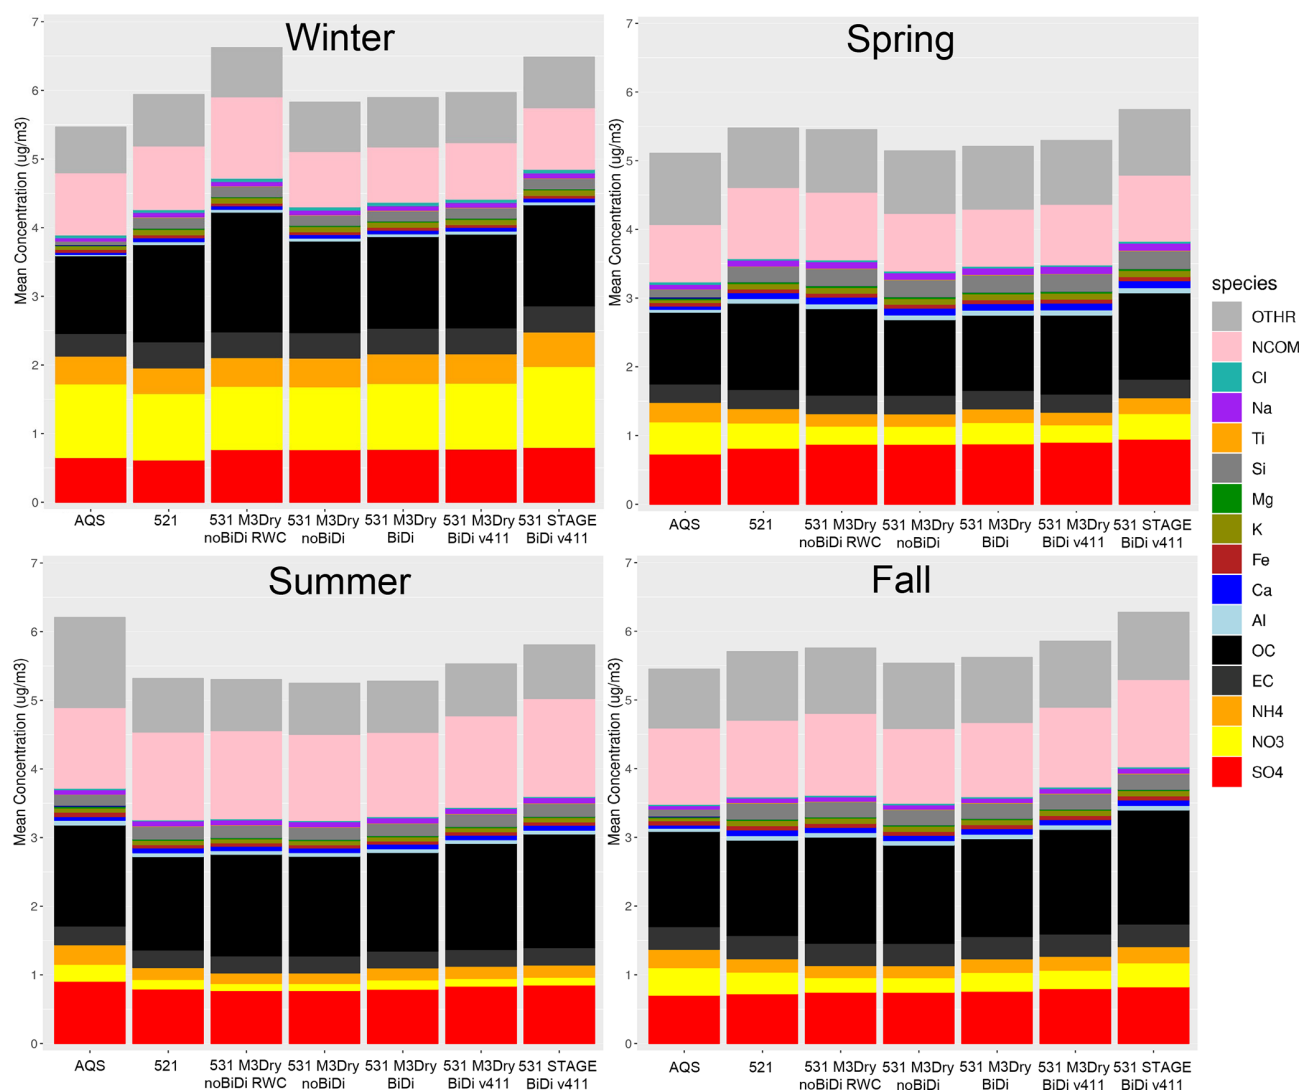 Winter
Mean Concentration (ug/m3)
7
6
5
4
3
2
1
0
AQS
521
531 M3Dry
noBiDi RWC
531 M3Dry
noBiDi
531 M3Dry
BiDi
531 M3Dry
BiDi v411
531 STAGE
BiDi v411
Spring
Mean Concentration (ug/m3)
7
6
5
4
3
2
1
0
AQS
521
531 M3Dry
noBiDi RWC
531 M3Dry
noBiDi
531 M3Dry
BiDi
531 M3Dry
BiDi v411
531 STAGE
BiDi v411
Summer
Mean Concentration (ug/m3)
7
6
5
4
3
2
1
0
AQS
521
531 M3Dry
noBiDi RWC
531 M3Dry
noBiDi
531 M3Dry
BiDi
531 M3Dry
BiDi v411
531 STAGE
BiDi v411
Fall
Mean Concentration (ug/m3)
7
6
5
4
3
2
1
0
AQS
521
531 M3Dry
noBiDi RWC
531 M3Dry
noBiDi
531 M3Dry
BiDi
531 M3Dry
BiDi v411
531 STAGE
BiDi v411
species
OTHR
NCOM
Cl
Na
Ti
Si
Mg
K
Fe
Ca
Al
OC
EC
NH4
NO3
SO4